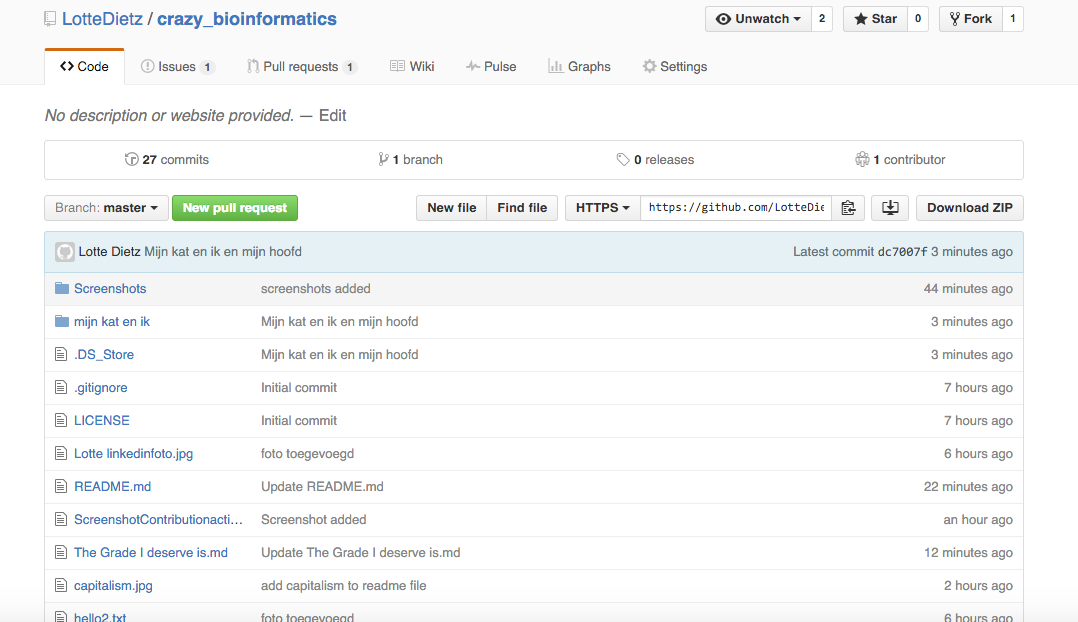 LotteDietz / crazy_bioinformatics Unwatch 2 Star 0 Fork 1
Code Issues 1 Pull requests 1 Wiki Pulse Graphs Settings
No description or website provided. — Edit
27 commits 1 branch 0 releases 1 contributor
Branch: master New pull request New file Find file HTTPS https://github.com/LotteDie Download ZIP
Lotte Dietz Mijn kat en ik en mijn hoofd Latest commit dc7007f 3 minutes ago
Screenshots screenshots added 44 minutes ago
mijn kat en ik Mijn kat en ik en mijn hoofd 3 minutes ago
.DS_Store Mijn kat en ik en mijn hoofd 3 minutes ago
.gitignore Initial commit 7 hours ago
LICENSE Initial commit 7 hours ago
Lotte linkedinfoto.jpg foto toegevoegd 6 hours ago
README.md Update README.md 22 minutes ago
ScreenshotContributionacti… Screenshot added an hour ago
The Grade I deserve is.md Update The Grade I deserve is.md 12 minutes ago
capitalism.jpg add capitalism to readme file 2 hours ago
hello2.txt foto toegevoegd 6 hours ago